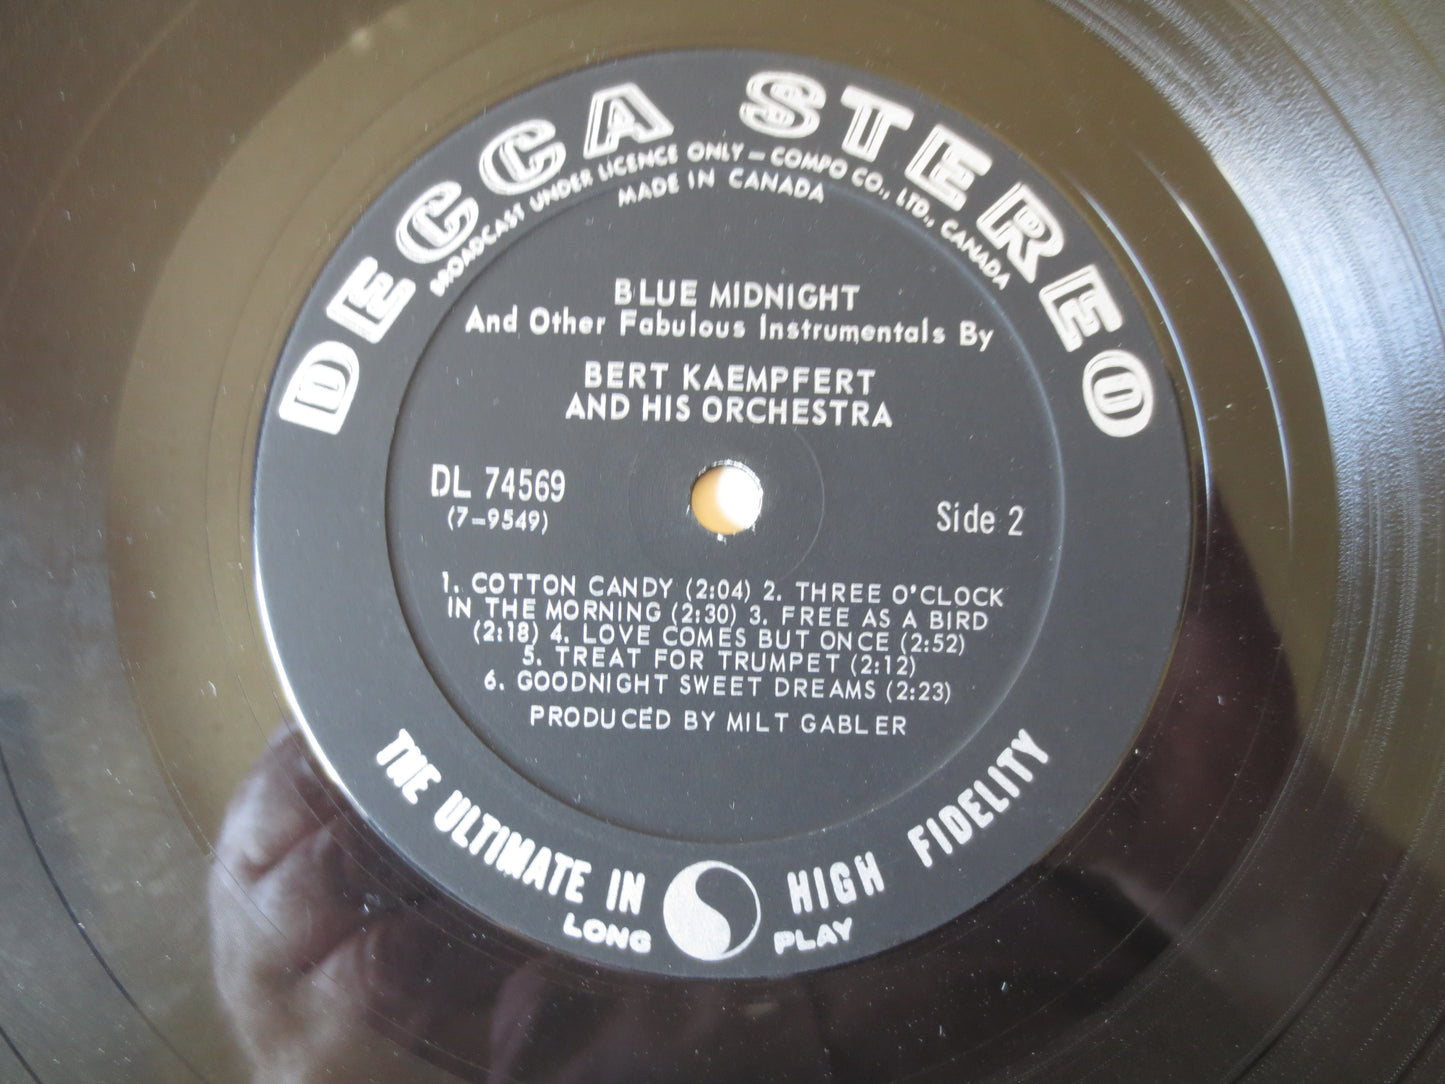 DECCA STEREO
BROADCAST UNDER LICENCE ONLY – COMPO CO., LTD., CANADA
MADE IN CANADA
BLUE MIDNIGHT
And Other Fabulous Instrumentals By
BERT KAEMPFERT
AND HIS ORCHESTRA
DL 74569
(7-9549)
Side 2
1. COTTON CANDY (2:04) 2. THREE O'CLOCK
IN THE MORNING (2:30) 3. FREE AS A BIRD
(2:18) 4. LOVE COMES BUT ONCE (2:52)
5. TREAT FOR TRUMPET (2:12)
6. GOODNIGHT SWEET DREAMS (2:23)
PRODUCED BY MILT GABLER
THE ULTIMATE IN HIGH FIDELITY
LONG PLAY